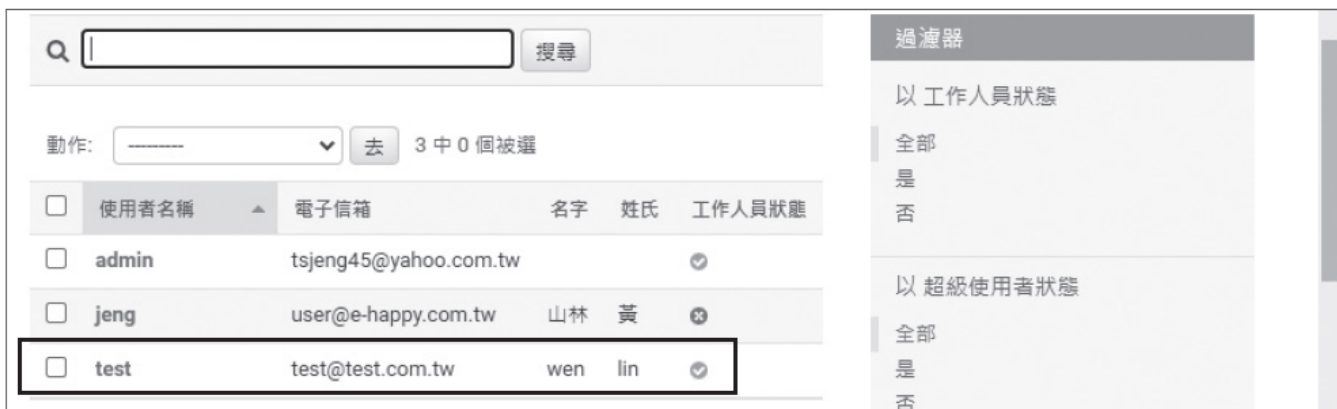 搜尋
動作: --------- 去 3 中 0 個被選
使用者名稱 電子信箱 名字 姓氏 工作人員狀態
admin tsjeng45@yahoo.com.tw
jeng user@e-happy.com.tw 山林 黃
test test@test.com.tw wen lin
過濾器
以 工作人員狀態
全部
是
否
以 超級使用者狀態
全部
是
否